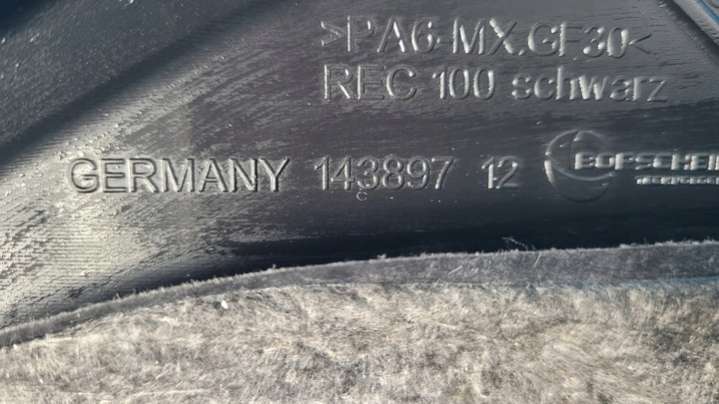 >PA6-MX.GF30<
REC 100 schwarz
GERMANY 143897 12
C